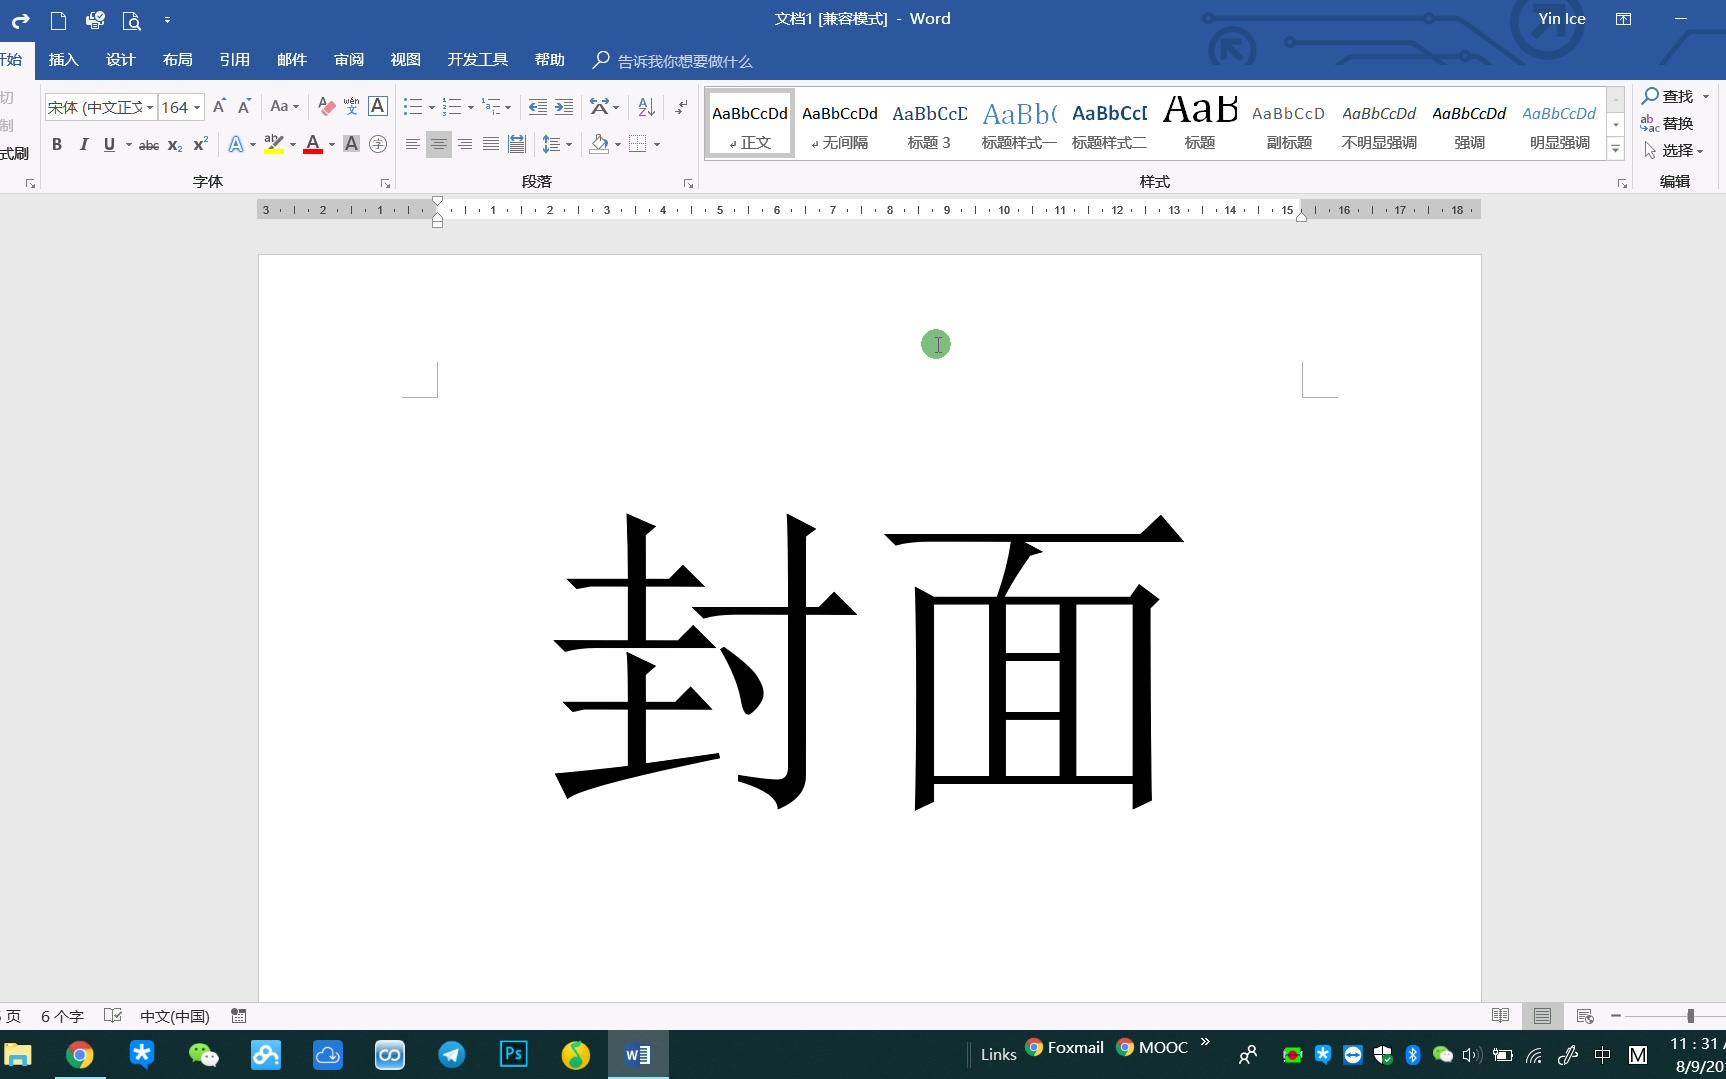 文档1 [兼容模式] - Word
Yin Ice
开始 插入 设计 布局 引用 邮件 审阅 视图 开发工具 帮助 告诉我你想要做什么
切
制
式刷
宋体 (中文正文 164
字体
段落
AaBbCcDd AaBbCcDd AaBbCcD AaBb( AaBbCcI AaB AaBbCcD AaBbCcDd AaBbCcDd AaBbCcDd
正文 无间隔 标题 3 标题样式一 标题样式二 标题 副标题 不明显强调 强调 明显强调
样式
查找
替换
选择
编辑
3 2 1 1 2 3 4 5 6 7 8 9 10 11 12 13 14 15 16 17 18
封面
页 6 个字 中文(中国)
Links Foxmail MOOC »
中 M
11 : 31
8/9/20